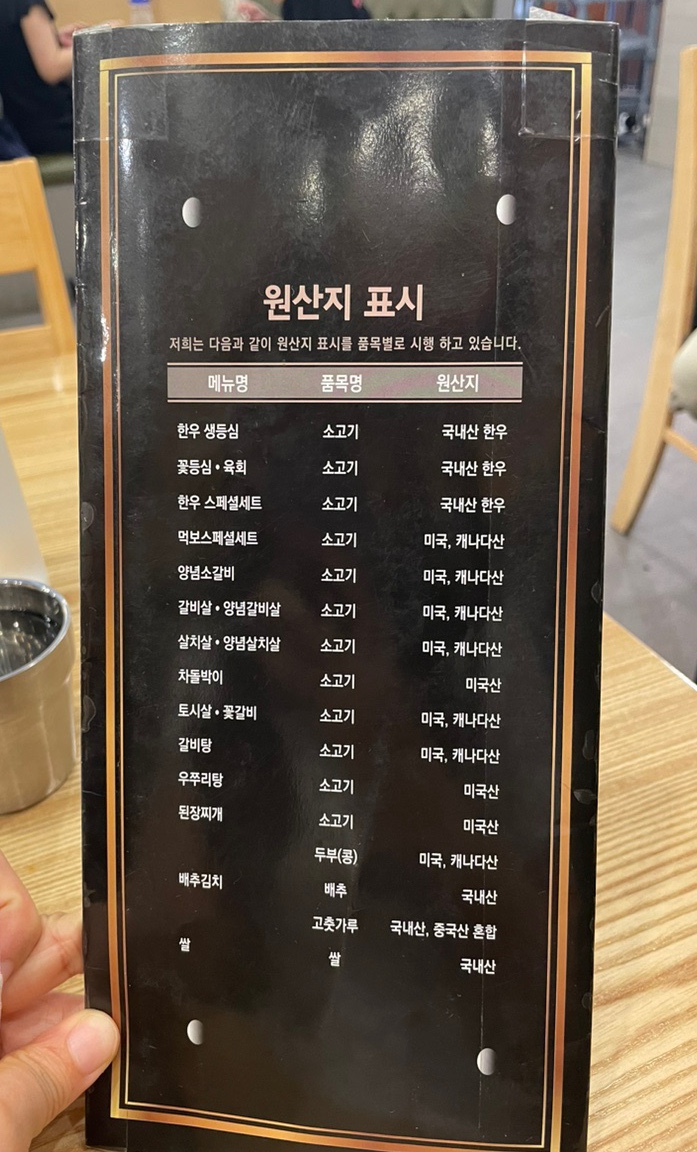 원산지 표시
저희는 다음과 같이 원산지 표시를 품목별로 시행 하고 있습니다.
메뉴명 품목명 원산지
한우 생등심 소고기 국내산 한우
꽃등심 • 육회 소고기 국내산 한우
한우 스페셜세트 소고기 국내산 한우
먹보스페셜세트 소고기 미국, 캐나다산
양념소갈비 소고기 미국, 캐나다산
갈비살 • 양념갈비살 소고기 미국, 캐나다산
살치살 • 양념살치살 소고기 미국, 캐나다산
차돌박이 소고기 미국산
토시살 • 꽃갈비 소고기 미국, 캐나다산
갈비탕 소고기 미국, 캐나다산
우쭈리탕 소고기 미국산
된장찌개 소고기 미국산
두부(콩) 미국, 캐나다산
배추김치 배추 국내산
고춧가루 국내산, 중국산 혼합
쌀 쌀 국내산